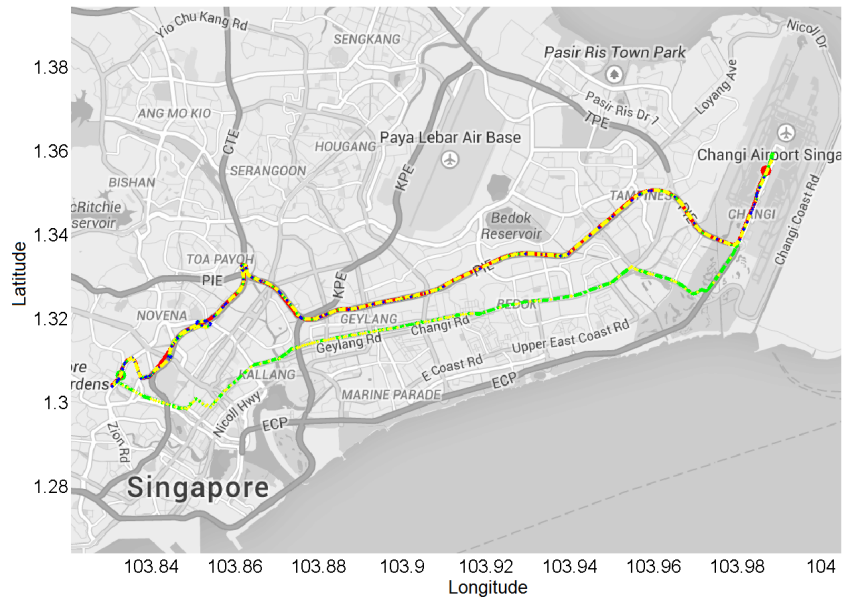 Yio Chu Kang Rd
SENGKANG
Nicoll Dr
1.38
Pasir Ris Town Park
Loyang Ave
ANG MO KIO
Pasir Ris Dr 7
TPE
CTE
HOUGANG
Paya Lebar Air Base
1.36
Changi Airport Singa
SERANGOON
BISHAN
KPE
TAMPINES
cRitchie
servoir
Bedok
Reservoir
CHANGI
Changi Coast Rd
1.34
TOA PAYOH
PIE
PIE
KPE
Latitude
NOVENA
1.32
GEYLANG
BEDOK
Changi Rd
Geylang Rd
Upper East Coast Rd
ore
rdens
KALLANG
E Coast Rd
ECP
1.3
Nicoll Hwy
MARINE PARADE
Zion Rd
ECP
1.28
Singapore
103.84
103.86
103.88
103.9
103.92
103.94
103.96
103.98
104
Longitude